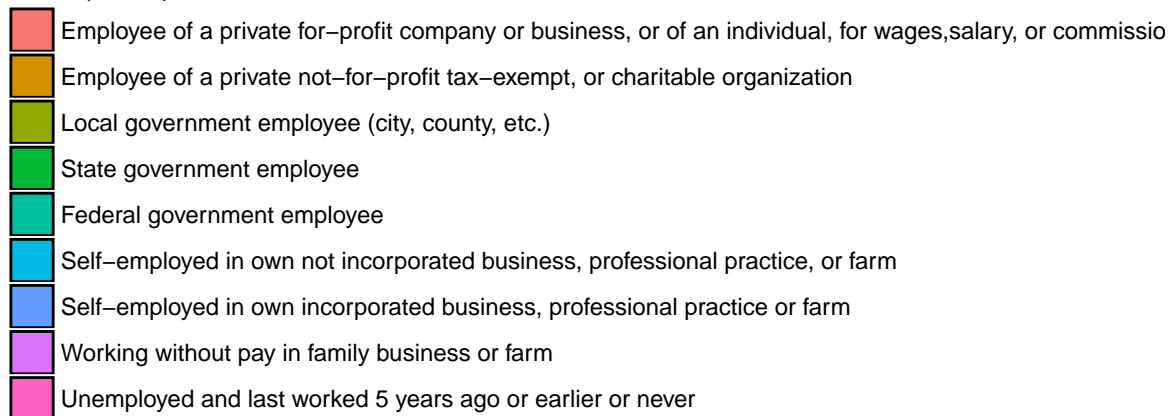 Employee of a private for−profit company or business, or of an individual, for wages,salary, or commissio
Employee of a private not−for−profit tax−exempt, or charitable organization
Local government employee (city, county, etc.)
State government employee
Federal government employee
Self−employed in own not incorporated business, professional practice, or farm
Self−employed in own incorporated business, professional practice or farm
Working without pay in family business or farm
Unemployed and last worked 5 years ago or earlier or never